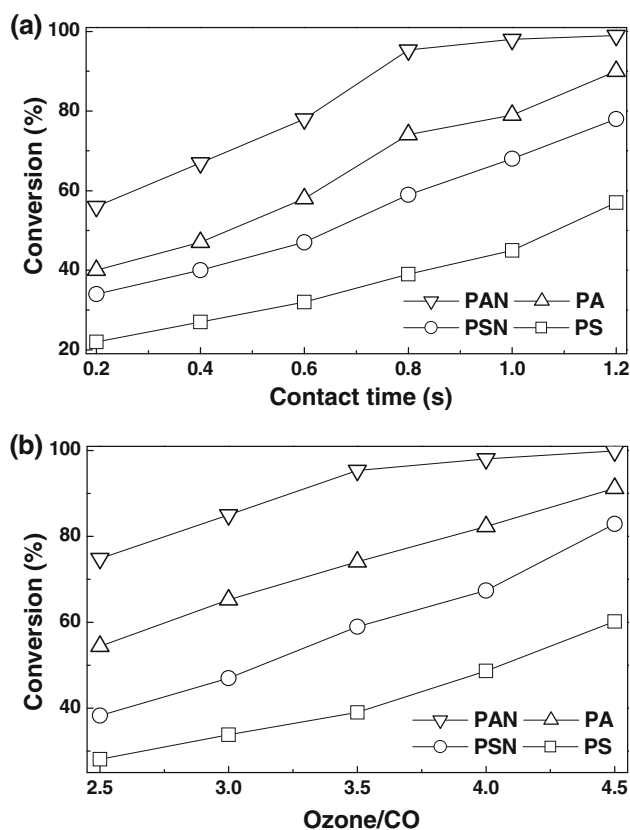 (a)
100
80
60
40
20
Conversion (%)
PAN PA
PSN PS
0.2 0.4 0.6 0.8 1.0 1.2
Contact time (s)
(b)
100
80
60
40
Conversion (%)
PAN PA
PSN PS
2.5 3.0 3.5 4.0 4.5
Ozone/CO